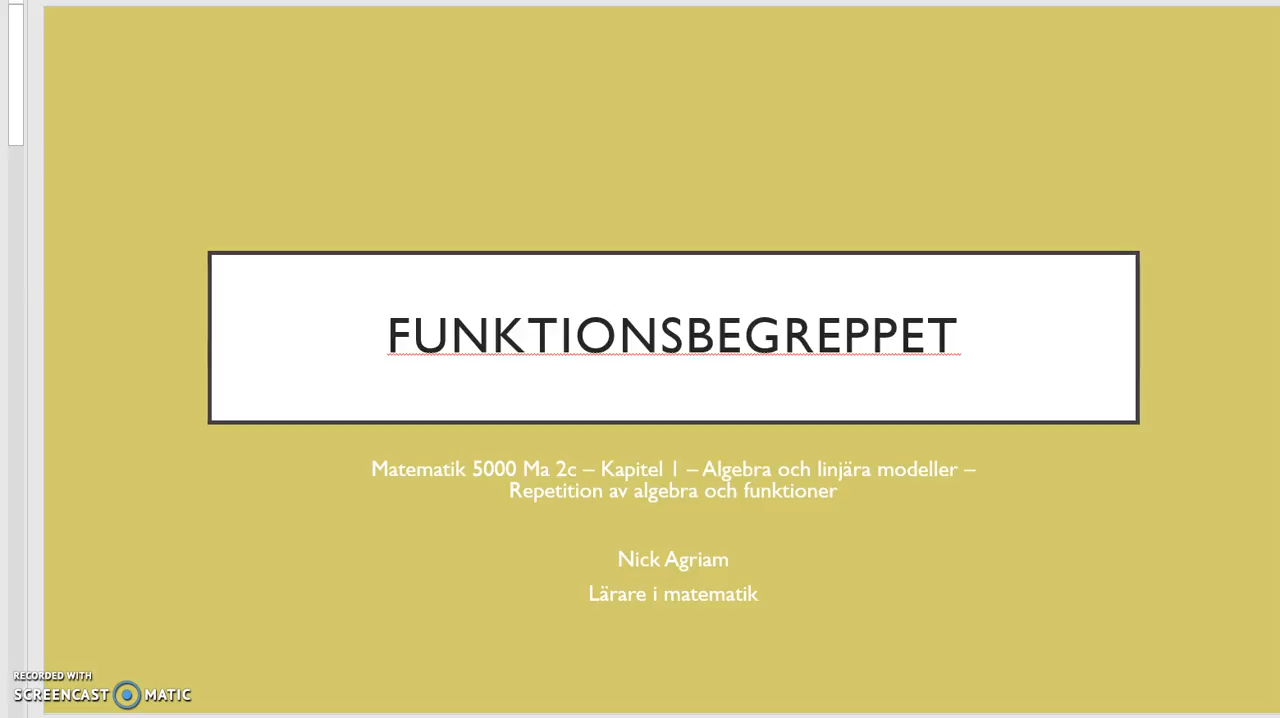 FUNKTIONSBEGREPPET
Matematik 5000 Ma 2c – Kapitel 1 – Algebra och linjära modeller –
Repetition av algebra och funktioner
Nick Agriam
Lärare i matematik
RECORDED WITH
SCREENCAST MATIC